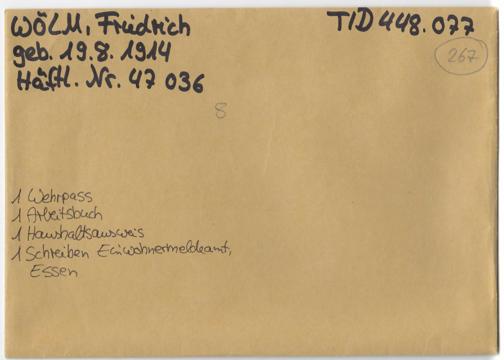 WÖLM, Friedrich
TID 448.077
geb. 19.8.1914
267
Häftl. Nr. 47 036
8
1 Wehrpass
1 Arbeitsbuch
1 Haushaltsausweis
1 Schreiben Einwohnermeldeamt,
Essen